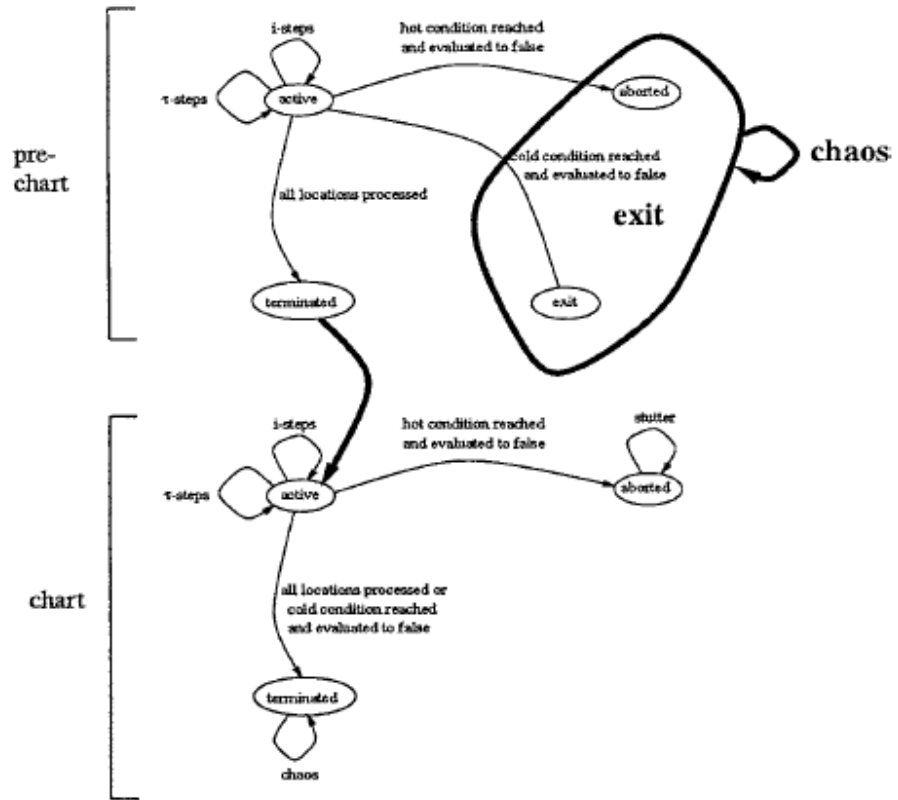 i-steps
hot condition reached
and evaluated to false
τ-steps
active
aborted
pre-
chart
cold condition reached
and evaluated to false
chaos
all locations processed
exit
terminated
exit
i-steps
hot condition reached
and evaluated to false
stutter
τ-steps
active
aborted
chart
all locations processed or
cold condition reached
and evaluated to false
terminated
chaos